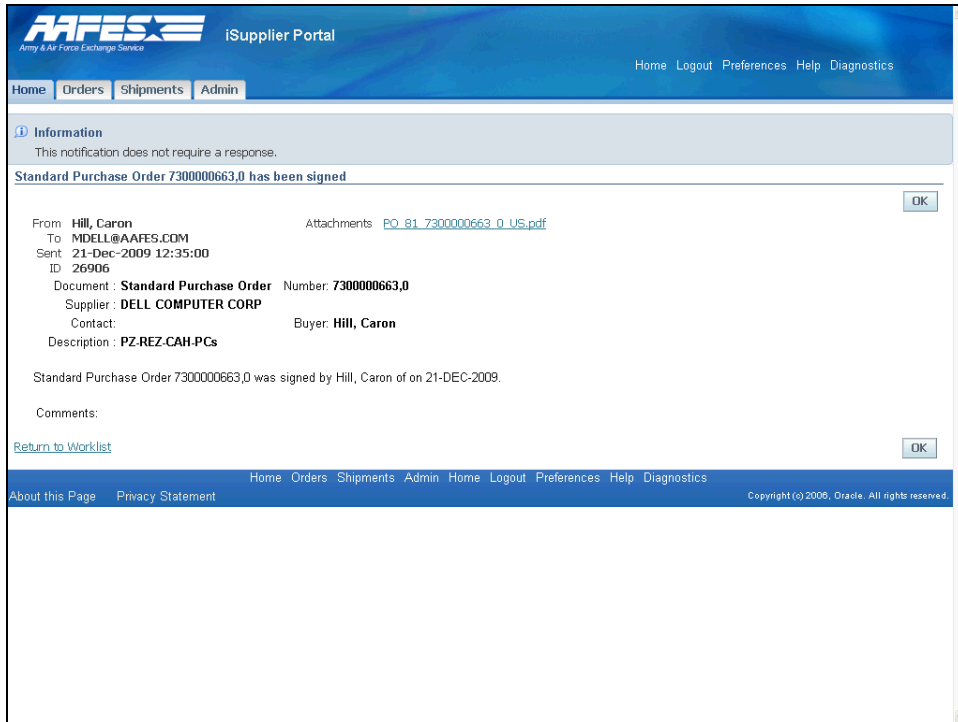 AAFES
Army & Air Force Exchange Service
iSupplier Portal
Home Logout Preferences Help Diagnostics
Home Orders Shipments Admin
Information
This notification does not require a response.
Standard Purchase Order 7300000663,0 has been signed
OK
From Hill, Caron Attachments PO_81_7300000663_0_US.pdf
To MDELL@AAFES.COM
Sent 21-Dec-2009 12:35:00
ID 26906
Document : Standard Purchase Order Number: 7300000663,0
Supplier : DELL COMPUTER CORP
Contact: Buyer: Hill, Caron
Description : PZ-REZ-CAH-PCs
Standard Purchase Order 7300000663,0 was signed by Hill, Caron of on 21-DEC-2009.
Comments:
Return to Worklist OK
Home Orders Shipments Admin Home Logout Preferences Help Diagnostics
About this Page Privacy Statement Copyright (c) 2006, Oracle. All rights reserved.